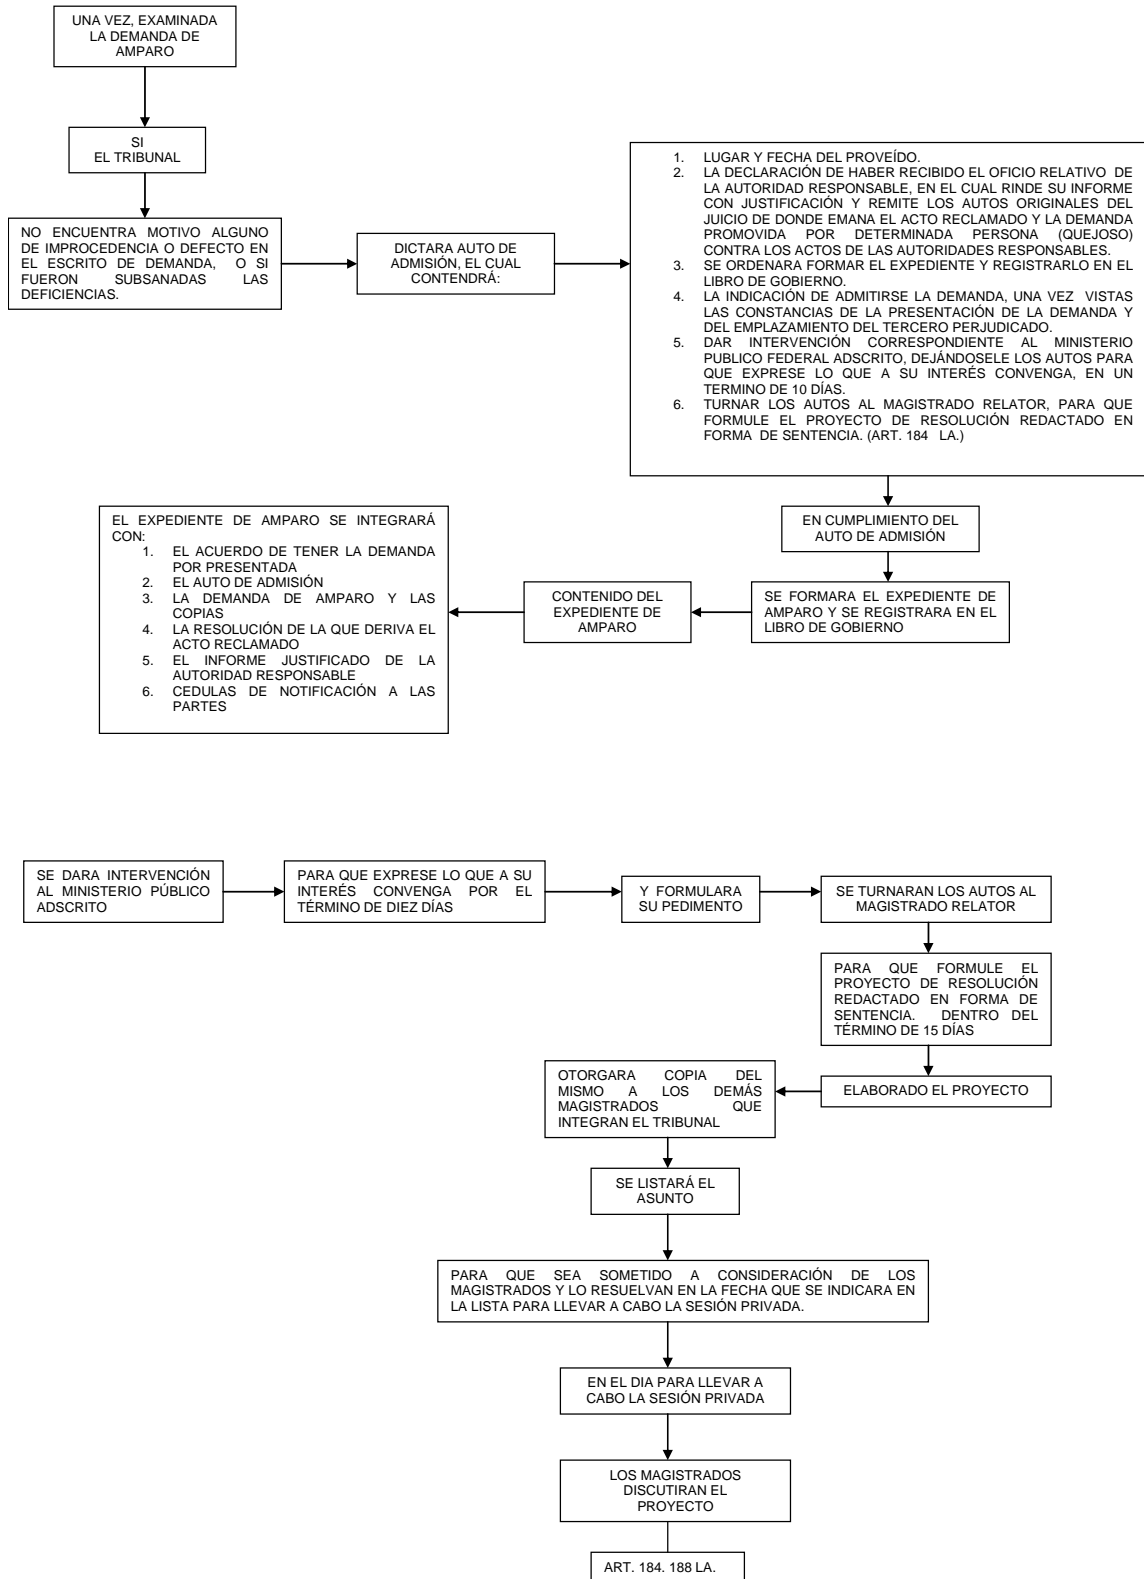 UNA VEZ, EXAMINADA
LA DEMANDA DE
AMPARO
SI
EL TRIBUNAL
NO ENCUENTRA MOTIVO ALGUNO
DE IMPROCEDENCIA O DEFECTO EN
EL ESCRITO DE DEMANDA, O SI
FUERON SUBSANADAS LAS
DEFICIENCIAS.
DICTARA AUTO DE
ADMISIÓN, EL CUAL
CONTENDRÁ:
1. LUGAR Y FECHA DEL PROVEÍDO.
2. LA DECLARACIÓN DE HABER RECIBIDO EL OFICIO RELATIVO DE
LA AUTORIDAD RESPONSABLE, EN EL CUAL RINDE SU INFORME
CON JUSTIFICACIÓN Y REMITE LOS AUTOS ORIGINALES DEL
JUICIO DE DONDE EMANA EL ACTO RECLAMADO Y LA DEMANDA
PROMOVIDA POR DETERMINADA PERSONA (QUEJOSO)
CONTRA LOS ACTOS DE LAS AUTORIDADES RESPONSABLES.
3. SE ORDENARA FORMAR EL EXPEDIENTE Y REGISTRARLO EN EL
LIBRO DE GOBIERNO.
4. LA INDICACIÓN DE ADMITIRSE LA DEMANDA, UNA VEZ VISTAS
LAS CONSTANCIAS DE LA PRESENTACIÓN DE LA DEMANDA Y
DEL EMPLAZAMIENTO DEL TERCERO PERJUDICADO.
5. DAR INTERVENCIÓN CORRESPONDIENTE AL MINISTERIO
PUBLICO FEDERAL ADSCRITO, DEJÁNDOSELE LOS AUTOS PARA
QUE EXPRESE LO QUE A SU INTERÉS CONVENGA, EN UN
TERMINO DE 10 DÍAS.
6. TURNAR LOS AUTOS AL MAGISTRADO RELATOR, PARA QUE
FORMULE EL PROYECTO DE RESOLUCIÓN REDACTADO EN
FORMA DE SENTENCIA. (ART. 184 LA.)
EN CUMPLIMIENTO DEL
AUTO DE ADMISIÓN
SE FORMARA EL EXPEDIENTE DE
AMPARO Y SE REGISTRARA EN EL
LIBRO DE GOBIERNO
CONTENIDO DEL
EXPEDIENTE DE
AMPARO
EL EXPEDIENTE DE AMPARO SE INTEGRARÁ
CON:
1. EL ACUERDO DE TENER LA DEMANDA
POR PRESENTADA
2. EL AUTO DE ADMISIÓN
3. LA DEMANDA DE AMPARO Y LAS
COPIAS
4. LA RESOLUCIÓN DE LA QUE DERIVA EL
ACTO RECLAMADO
5. EL INFORME JUSTIFICADO DE LA
AUTORIDAD RESPONSABLE
6. CEDULAS DE NOTIFICACIÓN A LAS
PARTES
SE DARA INTERVENCIÓN
AL MINISTERIO PÚBLICO
ADSCRITO
PARA QUE EXPRESE LO QUE A SU
INTERÉS CONVENGA POR EL
TÉRMINO DE DIEZ DÍAS
Y FORMULARA
SU PEDIMENTO
SE TURNARAN LOS AUTOS AL
MAGISTRADO RELATOR
PARA QUE FORMULE EL
PROYECTO DE RESOLUCIÓN
REDACTADO EN FORMA DE
SENTENCIA. DENTRO DEL
TÉRMINO DE 15 DÍAS
ELABORADO EL PROYECTO
OTORGARA COPIA DEL
MISMO A LOS DEMÁS
MAGISTRADOS QUE
INTEGRAN EL TRIBUNAL
SE LISTARÁ EL
ASUNTO
PARA QUE SEA SOMETIDO A CONSIDERACIÓN DE LOS
MAGISTRADOS Y LO RESUELVAN EN LA FECHA QUE SE INDICARA EN
LA LISTA PARA LLEVAR A CABO LA SESIÓN PRIVADA.
EN EL DIA PARA LLEVAR A
CABO LA SESIÓN PRIVADA
LOS MAGISTRADOS
DISCUTIRAN EL
PROYECTO
ART. 184. 188 LA.